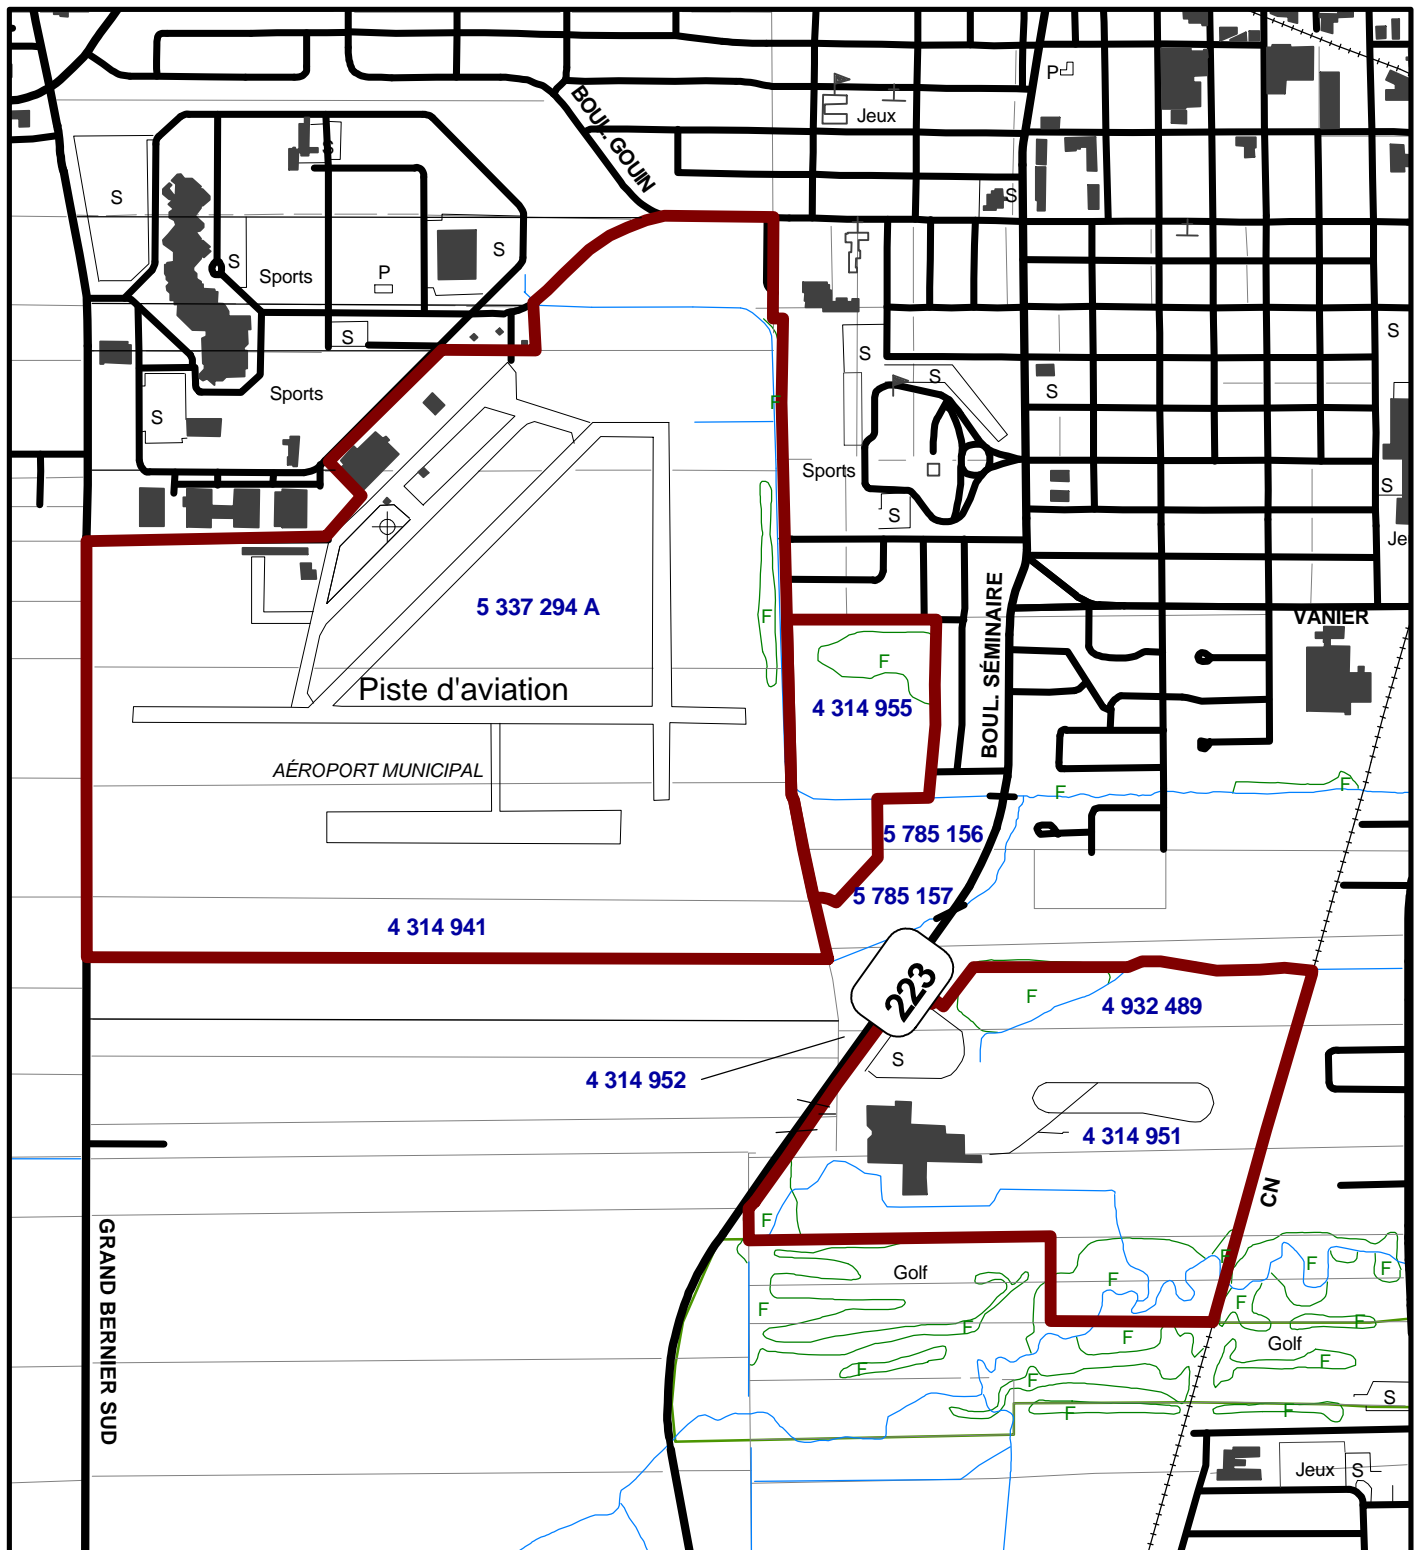 P
Jeux
BOUL. GOUIN
S
S
S
S
S
Sports
P
S
S
S
S
Sports
S
S
F
Sports
S
S
S
Je
5 337 294 A
F
VANIER
BOUL. SÉMINAIRE
F
Piste d'aviation
4 314 955
AÉROPORT MUNICIPAL
F
F
5 785 156
5 785 157
4 314 941
223
F
4 932 489
S
4 314 952
4 314 951
CN
F
GRAND BERNIER SUD
Golf
F
F
F
F
F
F
F
F
F
F
Golf
F
F
F
S
F
F
Jeux
S